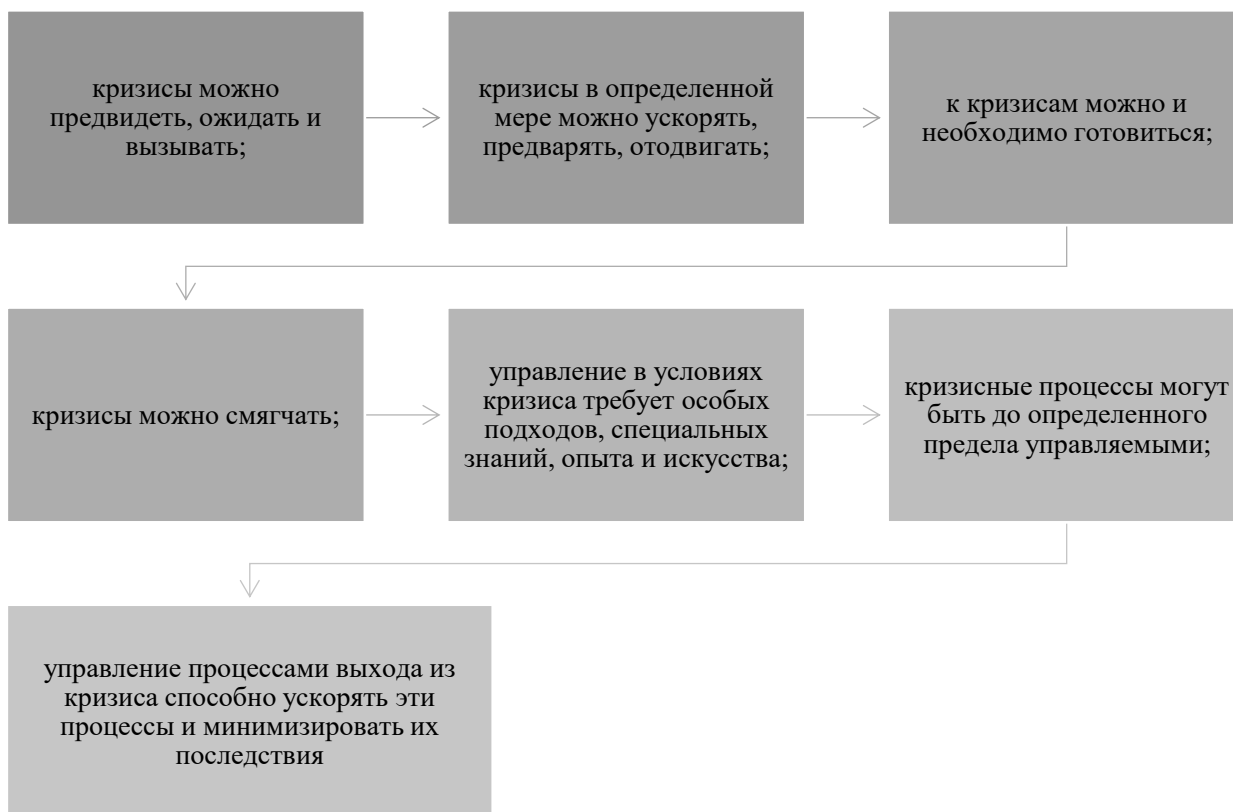 кризисы можно
предвидеть, ожидать и
вызывать;
кризисы в определенной
мере можно ускорять,
предварять, отодвигать;
к кризисам можно и
необходимо готовиться;
кризисы можно смягчать;
управление в условиях
кризиса требует особых
подходов, специальных
знаний, опыта и искусства;
кризисные процессы могут
быть до определенного
предела управляемыми;
управление процессами выхода из
кризиса способно ускорять эти
процессы и минимизировать их
последствия